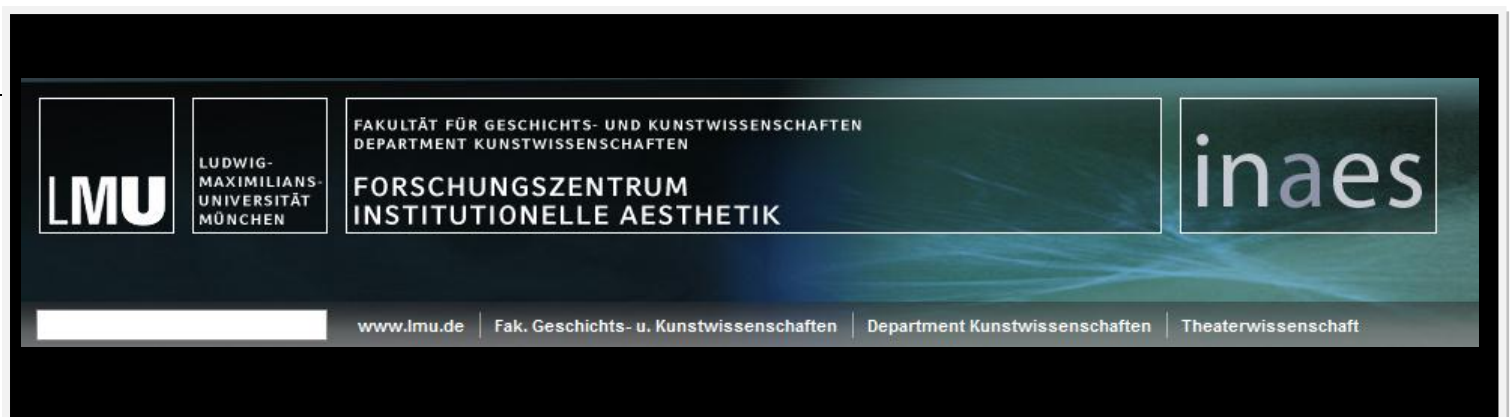 LMU
LUDWIG-
MAXIMILIANS-
UNIVERSITÄT
MÜNCHEN
FAKULTÄT FÜR GESCHICHTS- UND KUNSTWISSENSCHAFTEN
DEPARTMENT KUNSTWISSENSCHAFTEN
FORSCHUNGSZENTRUM
INSTITUTIONELLE AESTHETIK
inaes
www.lmu.de Fak. Geschichts- u. Kunstwissenschaften Department Kunstwissenschaften Theaterwissenschaft